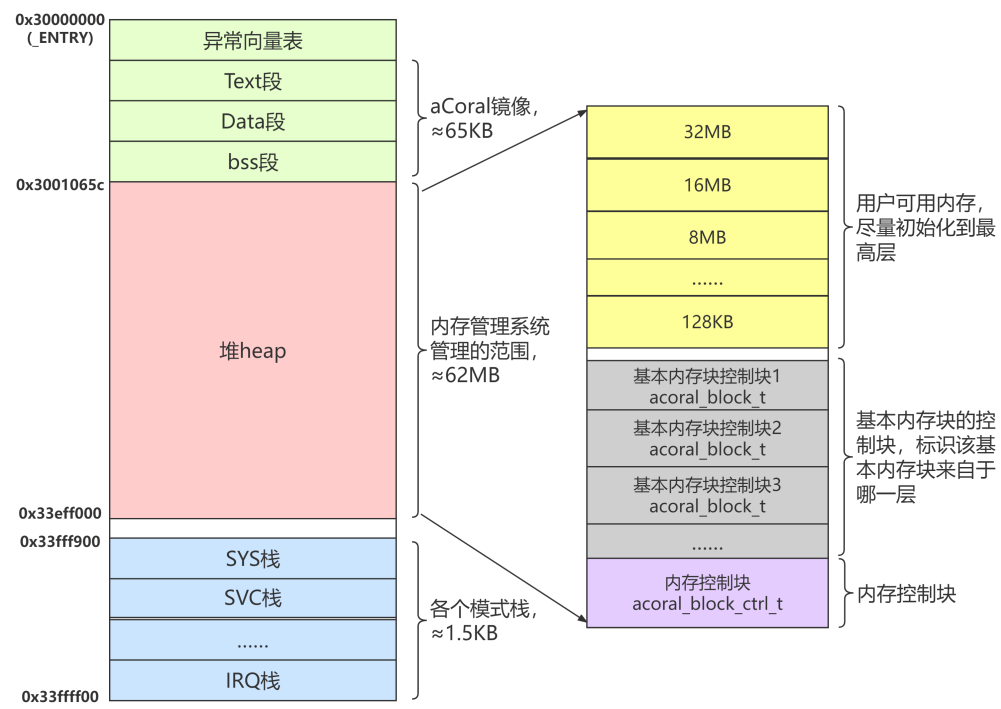 0x30000000
(_ENTRY)
异常向量表
Text段
Data段
bss段
aCoral镜像，
≈65KB
0x3001065c
堆heap
内存管理系统
管理的范围，
≈62MB
0x33eff000
0x33fff900
SYS栈
SVC栈
......
IRQ栈
各个模式栈，
≈1.5KB
0x33ffff00
32MB
16MB
8MB
......
128KB
用户可用内存，
尽量初始化到最
高层
基本内存块控制块1
acoral_block_t
基本内存块控制块2
acoral_block_t
基本内存块控制块3
acoral_block_t
......
基本内存块的控
制块，标识该基
本内存块来自于
哪一层
内存控制块
acoral_block_ctrl_t
内存控制块